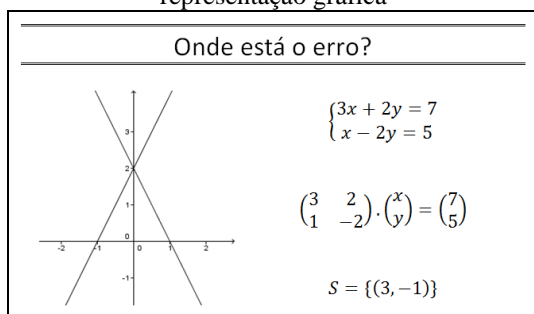 representação gráfica
Onde está o erro?
{3x + 2y = 7
x − 2y = 5
(3 2
1 −2) . (x
y) = (7
5)
S = {(3, −1)}
3
2
1
0
-2 -1 0 1 2
-1